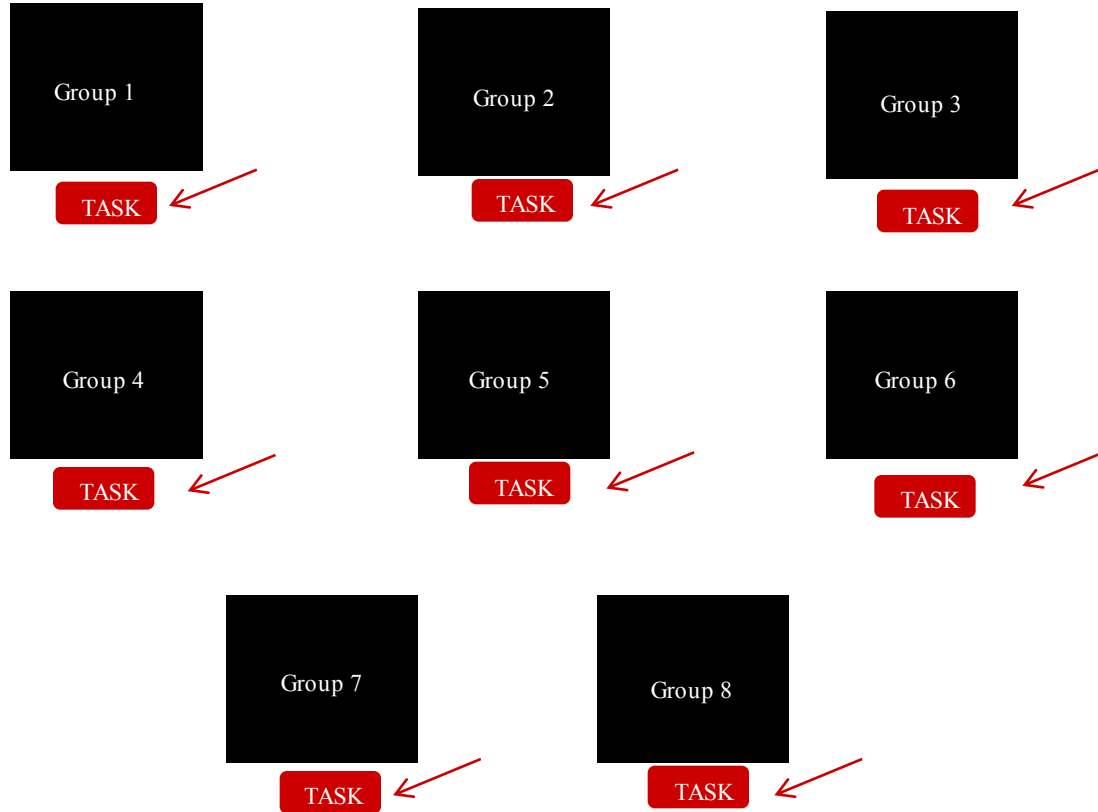 Group 1
Group 2
Group 3
TASK
TASK
TASK
Group 4
Group 5
Group 6
TASK
TASK
TASK
Group 7
Group 8
TASK
TASK